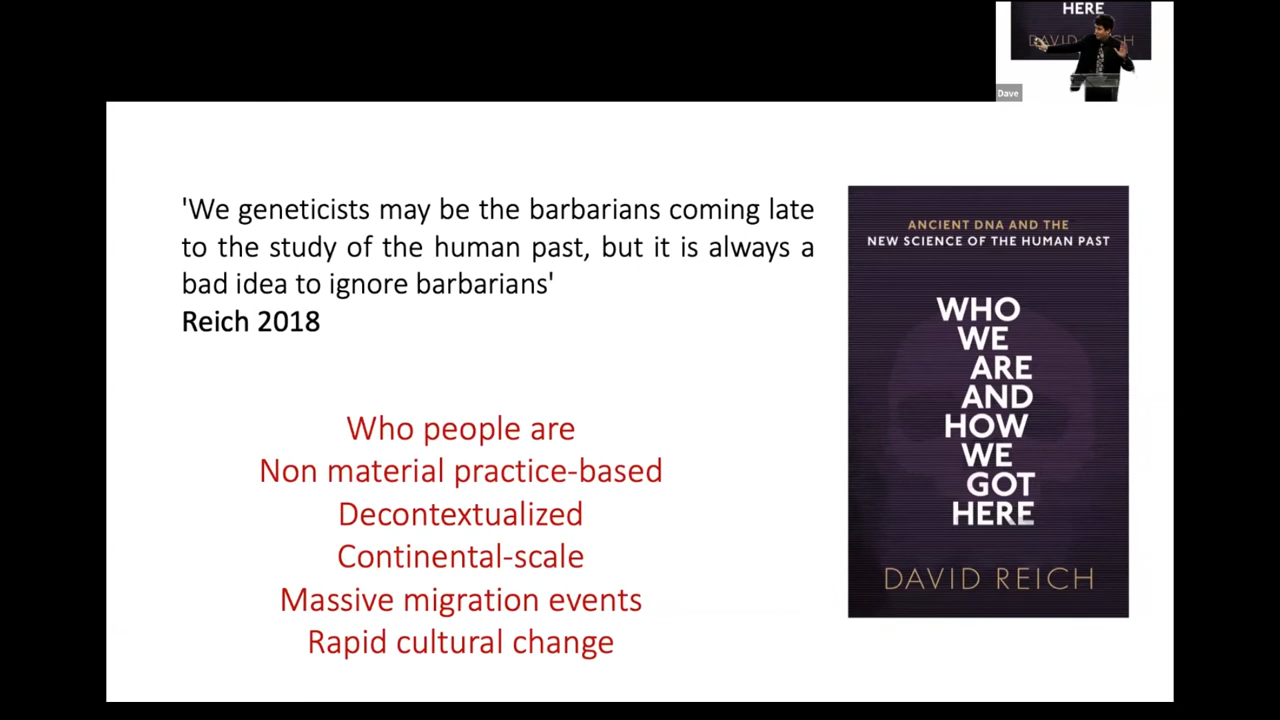 HERE
DAVID REICH
Dave
'We geneticists may be the barbarians coming late
to the study of the human past, but it is always a
bad idea to ignore barbarians'
Reich 2018
Who people are
Non material practice-based
Decontextualized
Continental-scale
Massive migration events
Rapid cultural change
ANCIENT DNA AND THE
NEW SCIENCE OF THE HUMAN PAST
WHO
WE
ARE
AND
HOW
WE
GOT
HERE
DAVID REICH